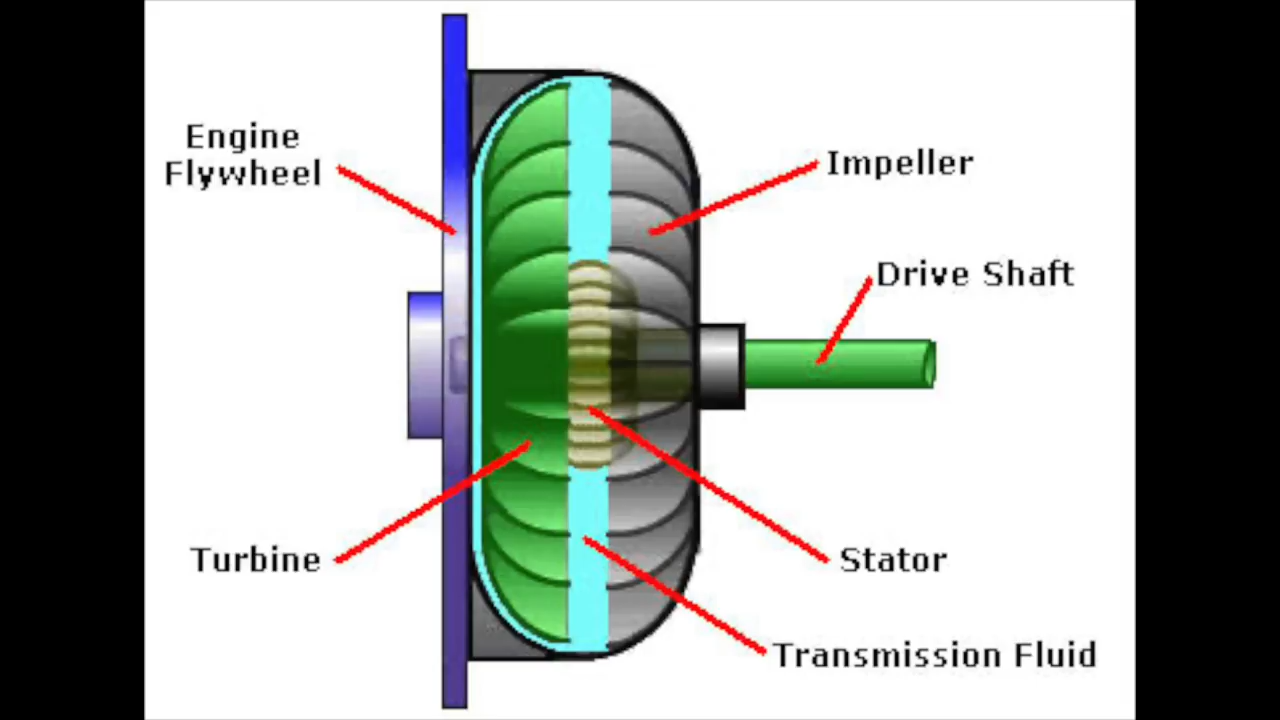 Engine
Flywheel
Impeller
Drive Shaft
Turbine
Stator
Transmission Fluid